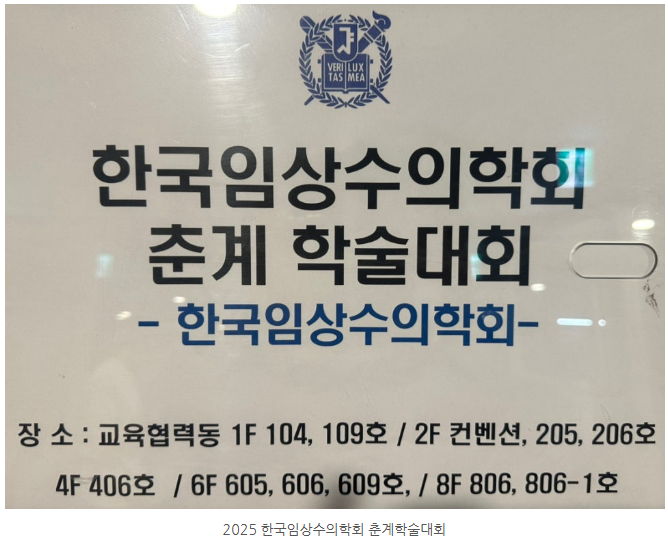 VERI LUX
TAS MEA
한국임상수의학회
춘계 학술대회
- 한국임상수의학회-
장 소 : 교육협력동 1F 104, 109호 / 2F 컨벤션, 205, 206호
4F 406호 / 6F 605, 606, 609호, / 8F 806, 806-1호
2025 한국임상수의학회 춘계학술대회